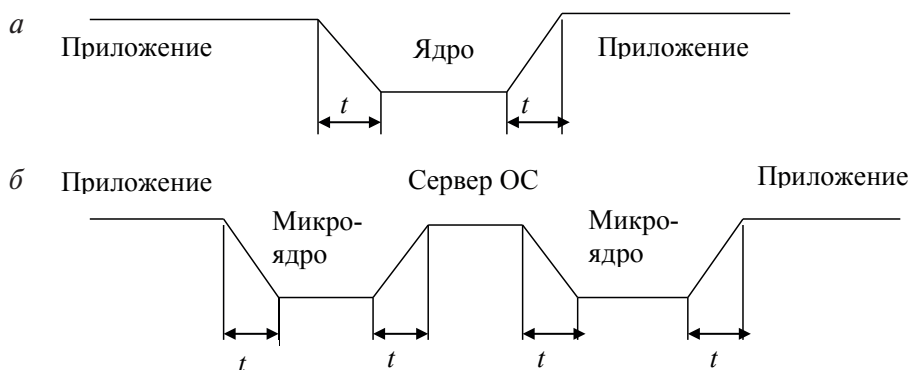 а
Приложение
Ядро
Приложение
t
t
б
Приложение
Сервер ОС
Приложение
Микро-
ядро
Микро-
ядро
t
t
t
t